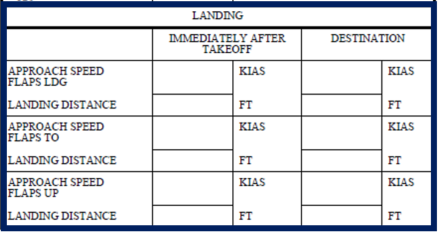 LANDING
IMMEDIATELY AFTER TAKEOFF DESTINATION
APPROACH SPEED FLAPS LDG KIAS KIAS
LANDING DISTANCE FT FT
APPROACH SPEED FLAPS TO KIAS KIAS
LANDING DISTANCE FT FT
APPROACH SPEED FLAPS UP KIAS KIAS
LANDING DISTANCE FT FT